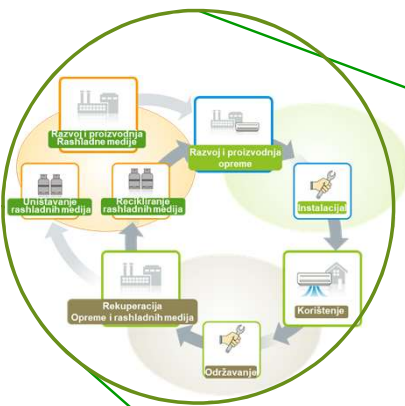 Razvoj i proizvodnja
Rashladne medije
Razvoj i proizvodnja
opreme
Uništavanje
rashladnih medija
Recikliranje
rashladnih medija
Instalacijal
Rekuperacija
Opreme i rashladnih medija
Korištenje
Održavanje